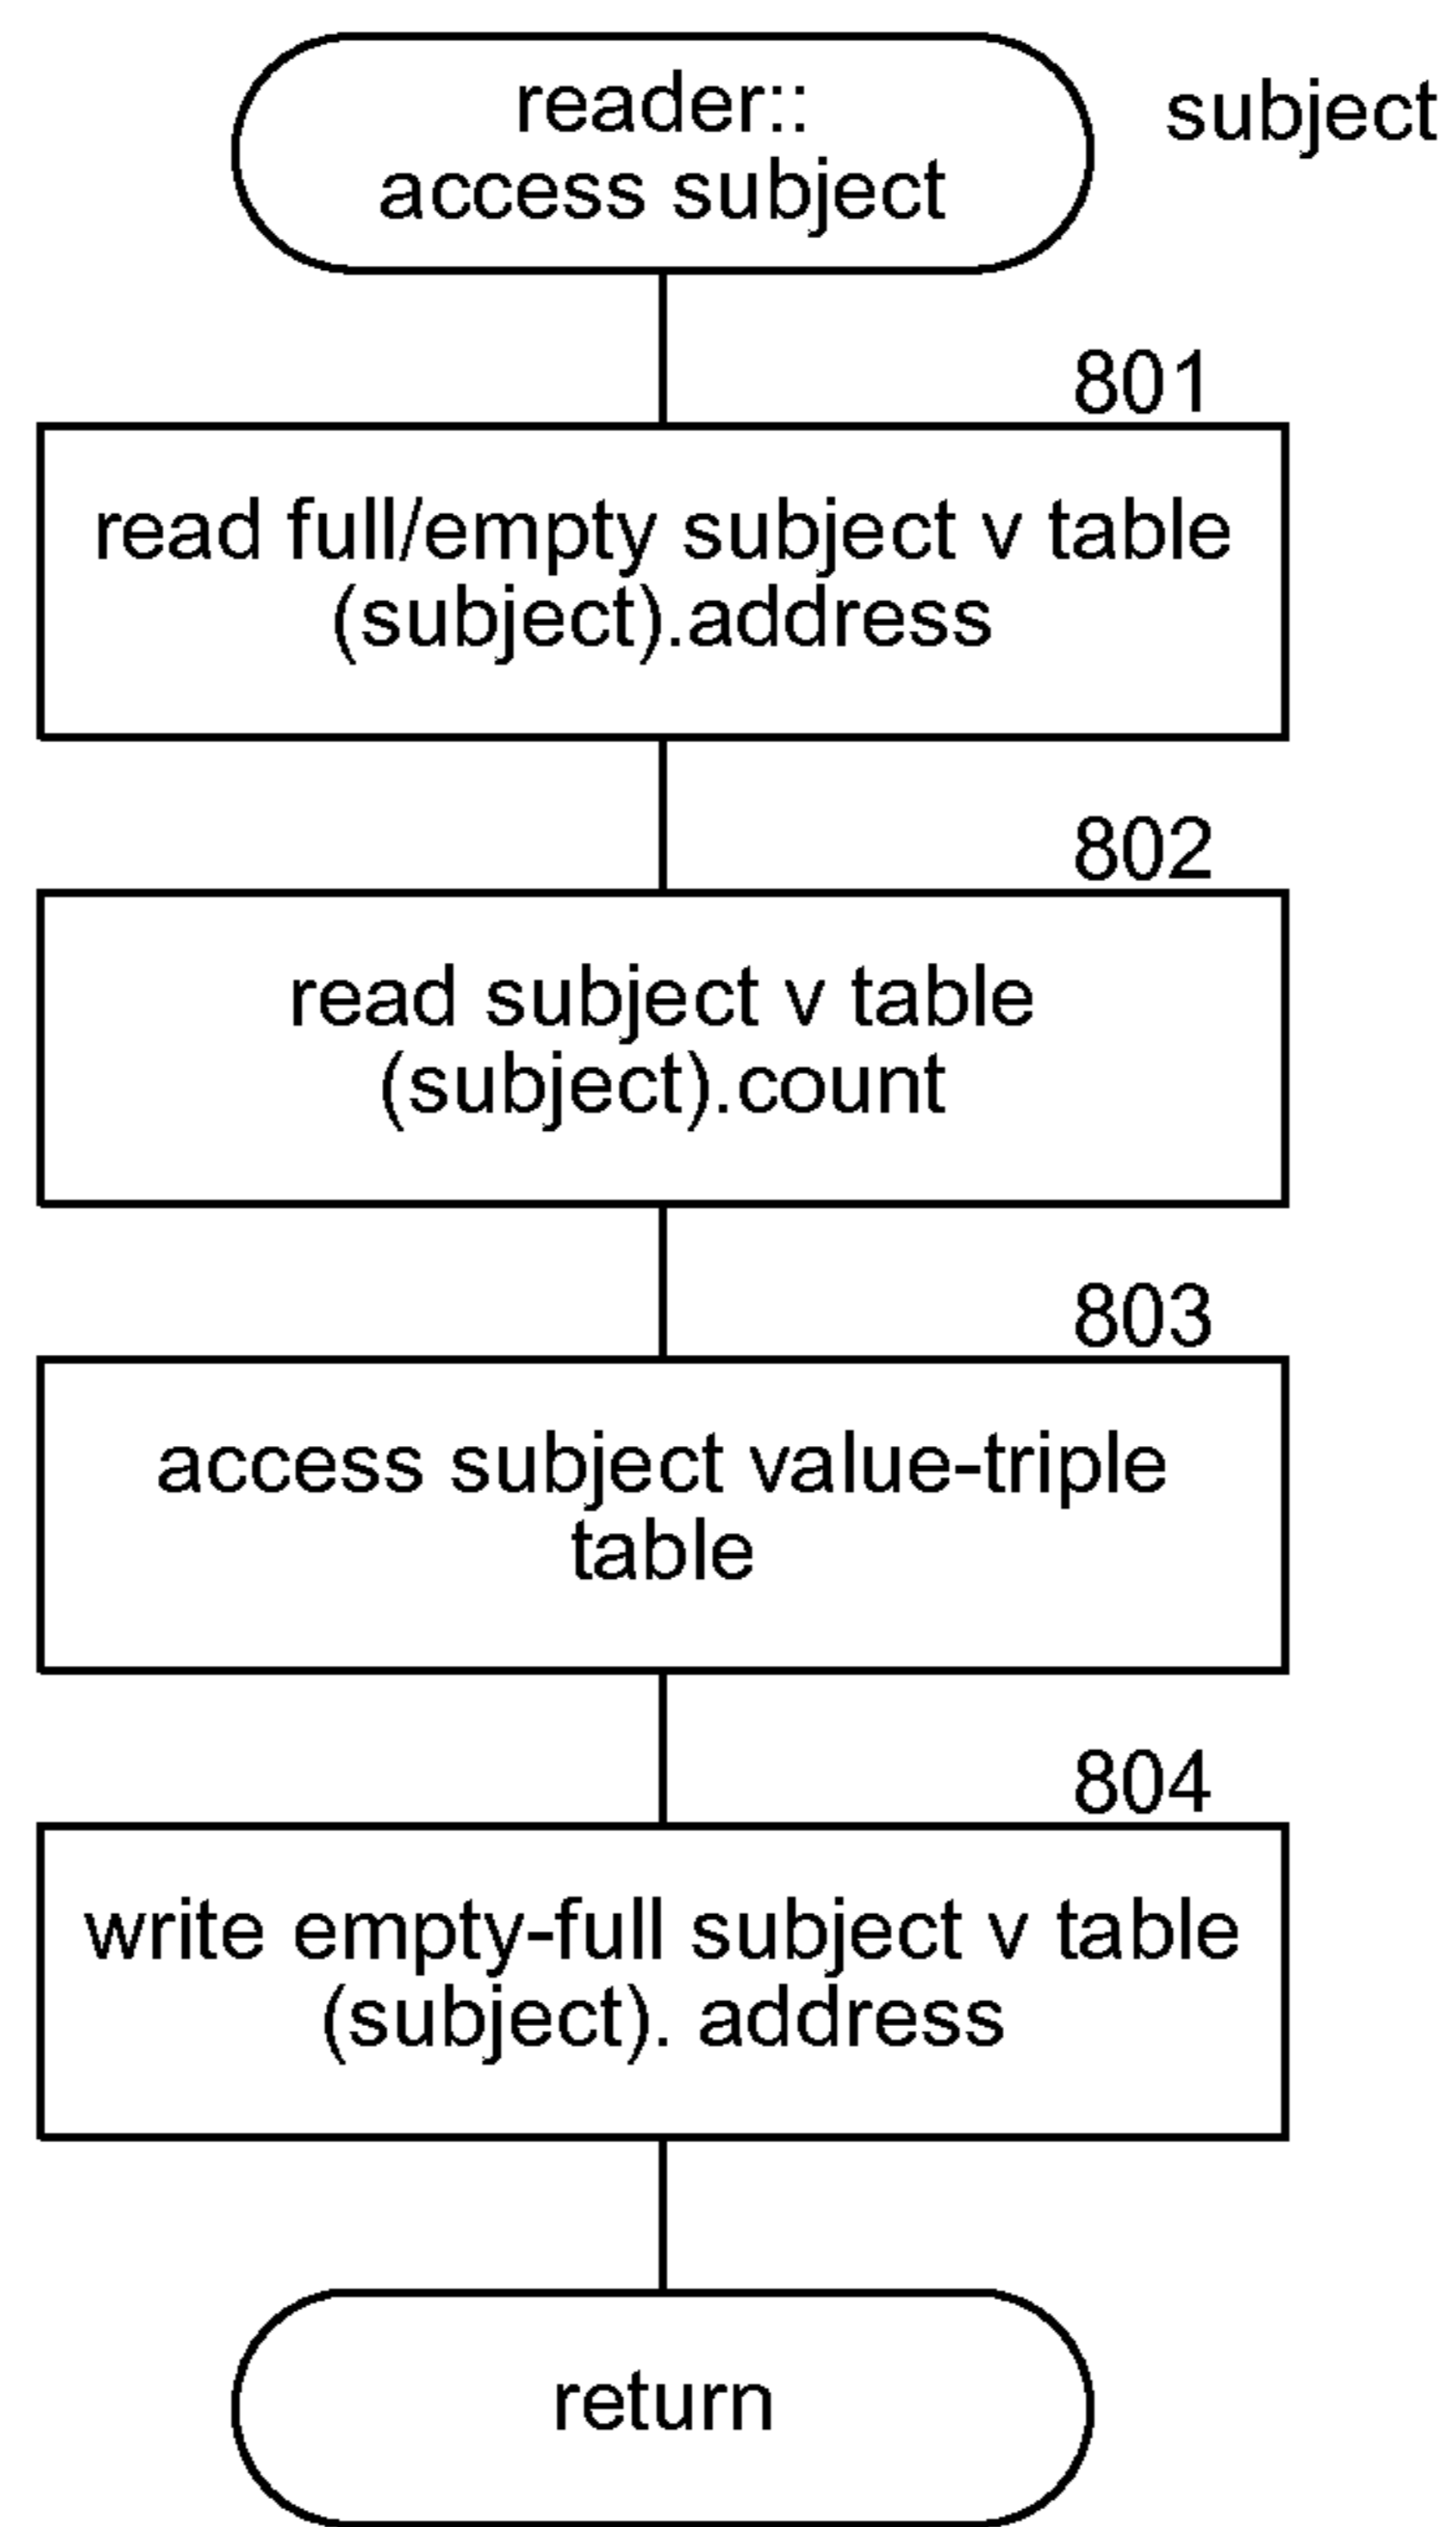 reader::
access subject
subject
801
read full/empty subject v table
(subject).address
802
read subject v table
(subject).count
803
access subject value-triple
table
804
write empty-full subject v table
(subject). address
return